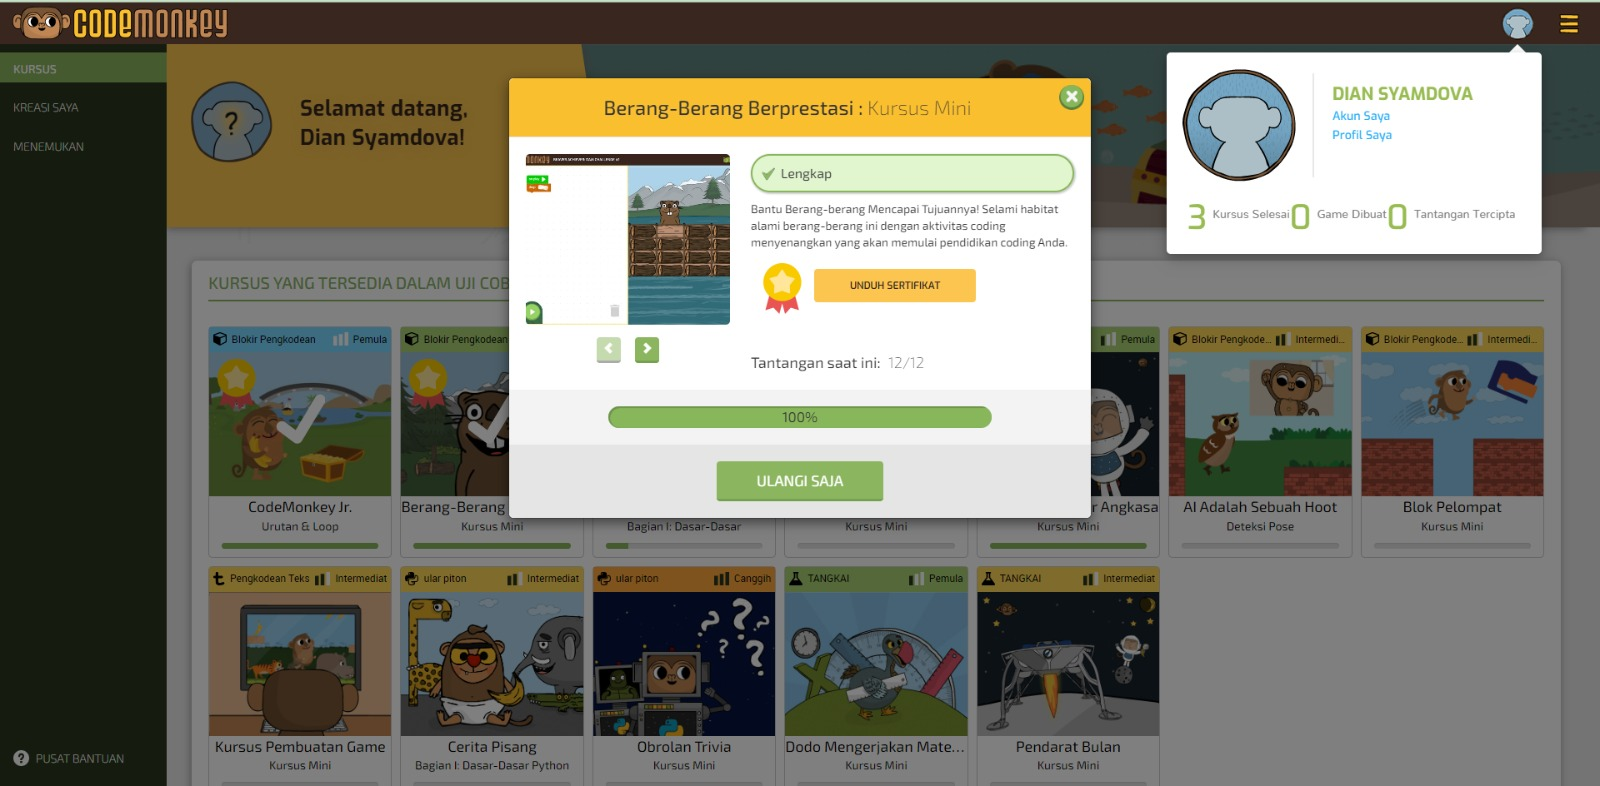 CODEMONKEY
KURSUS
KREASI SAYA
MENEMUKAN
PUSAT BANTUAN
?
Selamat datang,
Dian Syamdova!
DIAN SYAMDOVA
Akun Saya
Profil Saya
3 Kursus Selesai 0 Game Dibuat 0 Tantangan Tercipta
Berang-Berang Berprestasi : Kursus Mini
Lengkap
Bantu Berang-berang Mencapai Tujuannya! Selami habitat
alami berang-berang ini dengan aktivitas coding
menyenangkan yang akan memulai pendidikan coding Anda.
UNDUH SERTIFIKAT
Tantangan saat ini: 12/12
100%
ULANGI SAJA
KURSUS YANG TERSEDIA DALAM UJI COB
Blokir Pengkodean Pemula
CodeMonkey Jr.
Urutan & Loop
Berang-Berang
Kursus Mini
Bagian I: Dasar-Dasar
Kursus Mini
Pemula
r Angkasa
Kursus Mini
Blokir Pengkode... Intermedi...
AI Adalah Sebuah Hoot
Deteksi Pose
Blokir Pengkode... Intermedi...
Blok Pelompat
Kursus Mini
Pengkodean Teks Intermediat
Kursus Pembuatan Game
Kursus Mini
ular piton Intermediat
Cerita Pisang
Bagian I: Dasar-Dasar Python
ular piton Canggih
? ? ? ? ?
Obrolan Trivia
Kursus Mini
TANGKAI Pemula
Dodo Mengerjakan Mate...
Kursus Mini
TANGKAI Intermediat
Pendarat Bulan
Kursus Mini